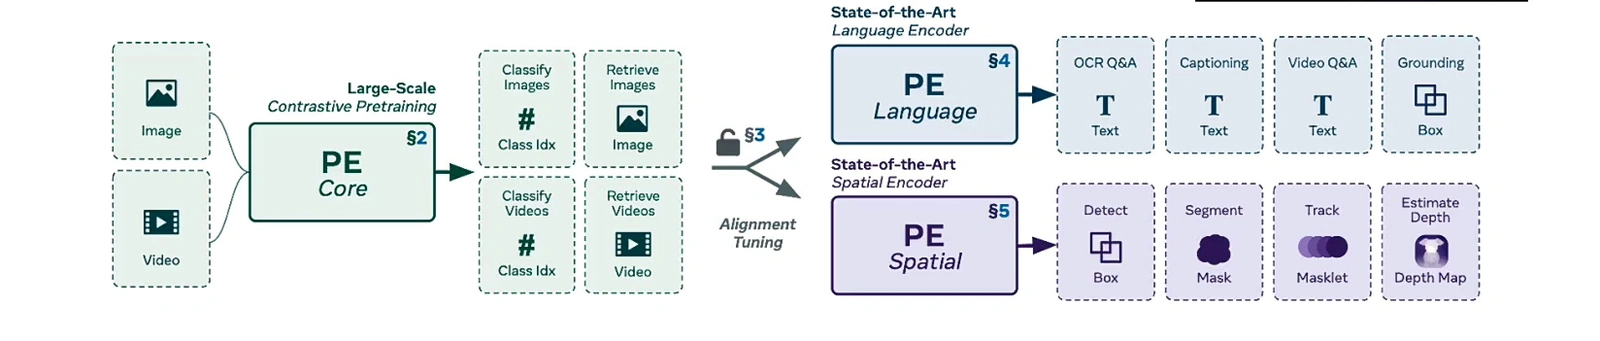 Image
Video
Large-Scale
Contrastive Pretraining
§2
PE
Core
Classify
Images
#
Class Idx
Retrieve
Images
Image
Classify
Videos
#
Class Idx
Retrieve
Videos
Video
§3
Alignment
Tuning
State-of-the-Art
Language Encoder
§4
PE
Language
OCR Q&A
T
Text
Captioning
T
Text
Video Q&A
T
Text
Grounding
Box
State-of-the-Art
Spatial Encoder
§5
PE
Spatial
Detect
Box
Segment
Mask
Track
Masklet
Estimate
Depth
Depth Map